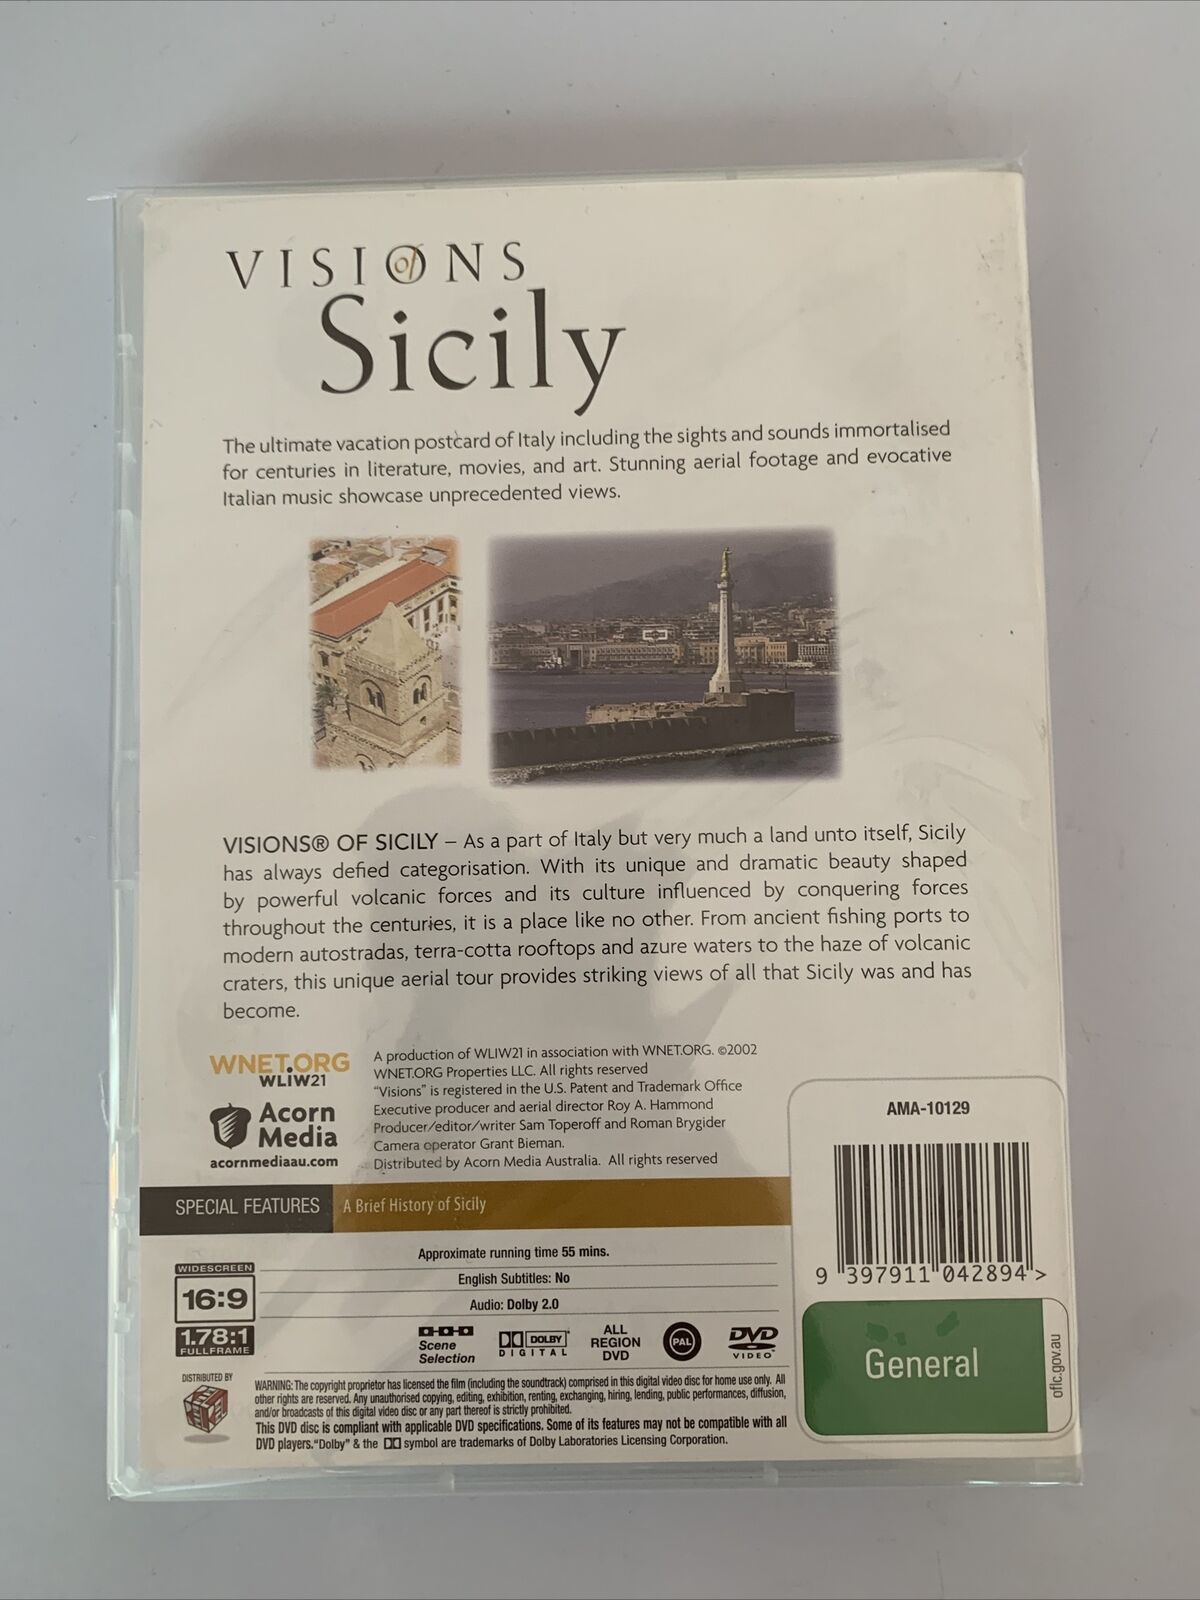 VISIONS
of
Sicily
The ultimate vacation postcard of Italy including the sights and sounds immortalised
for centuries in literature, movies, and art. Stunning aerial footage and evocative
Italian music showcase unprecedented views.
VISIONS® OF SICILY – As a part of Italy but very much a land unto itself, Sicily
has always defied categorisation. With its unique and dramatic beauty shaped
by powerful volcanic forces and its culture influenced by conquering forces
throughout the centuries, it is a place like no other. From ancient fishing ports to
modern autostradas, terra-cotta rooftops and azure waters to the haze of volcanic
craters, this unique aerial tour provides striking views of all that Sicily was and has
become.
WNET.ORG
WLIW21
Acorn
Media
acornmediaau.com
A production of WLIW21 in association with WNET.ORG. ©2002
WNET.ORG Properties LLC. All rights reserved
“Visions” is registered in the U.S. Patent and Trademark Office
Executive producer and aerial director Roy A. Hammond
Producer/editor/writer Sam Toperoff and Roman Brygider
Camera operator Grant Bieman.
Distributed by Acorn Media Australia. All rights reserved
AMA-10129
9 397911 042894 >
SPECIAL FEATURES A Brief History of Sicily
Approximate running time 55 mins.
English Subtitles: No
Audio: Dolby 2.0
WIDESCREEN
16:9
1.78:1
FULLFRAME
Scene
Selection
DOLBY
DIGITAL
ALL
REGION
DVD
PAL
DVD
VIDEO
General
oflc.gov.au
DISTRIBUTED BY
WARNING: The copyright proprietor has licensed the film (including the soundtrack) comprised in this digital video disc for home use only. All
other rights are reserved. Any unauthorised copying, editing, exhibition, renting, exchanging, hiring, lending, public performances, diffusion,
and/or broadcasts of this digital video disc or any part thereof is strictly prohibited.
This DVD disc is compliant with applicable DVD specifications. Some of its features may not be compatible with all
DVD players. “Dolby” & the symbol are trademarks of Dolby Laboratories Licensing Corporation.